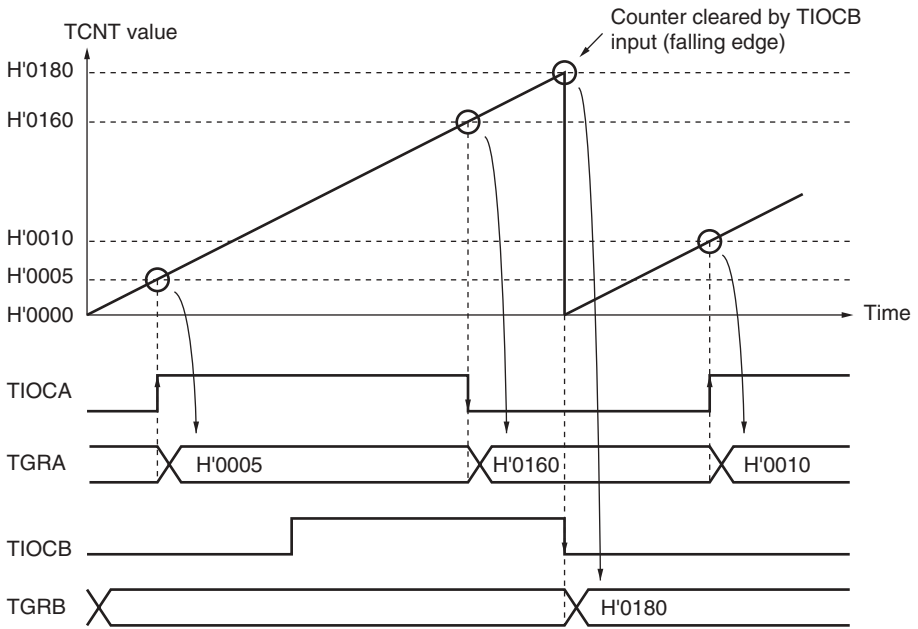 Counter cleared by TIOCB
input (falling edge)
TCNT value
H'0180
H'0160
H'0010
H'0005
H'0000
Time
TIOCA
TGRA
H'0005
H'0160
H'0010
TIOCB
TGRB
H'0180